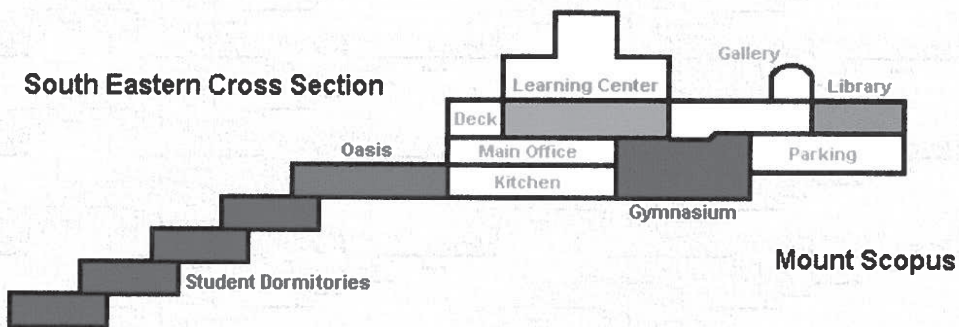 South Eastern Cross Section
Gallery
Learning Center
Library
Deck
Oasis
Main Office
Parking
Kitchen
Gymnasium
Mount Scopus
Student Dormitories